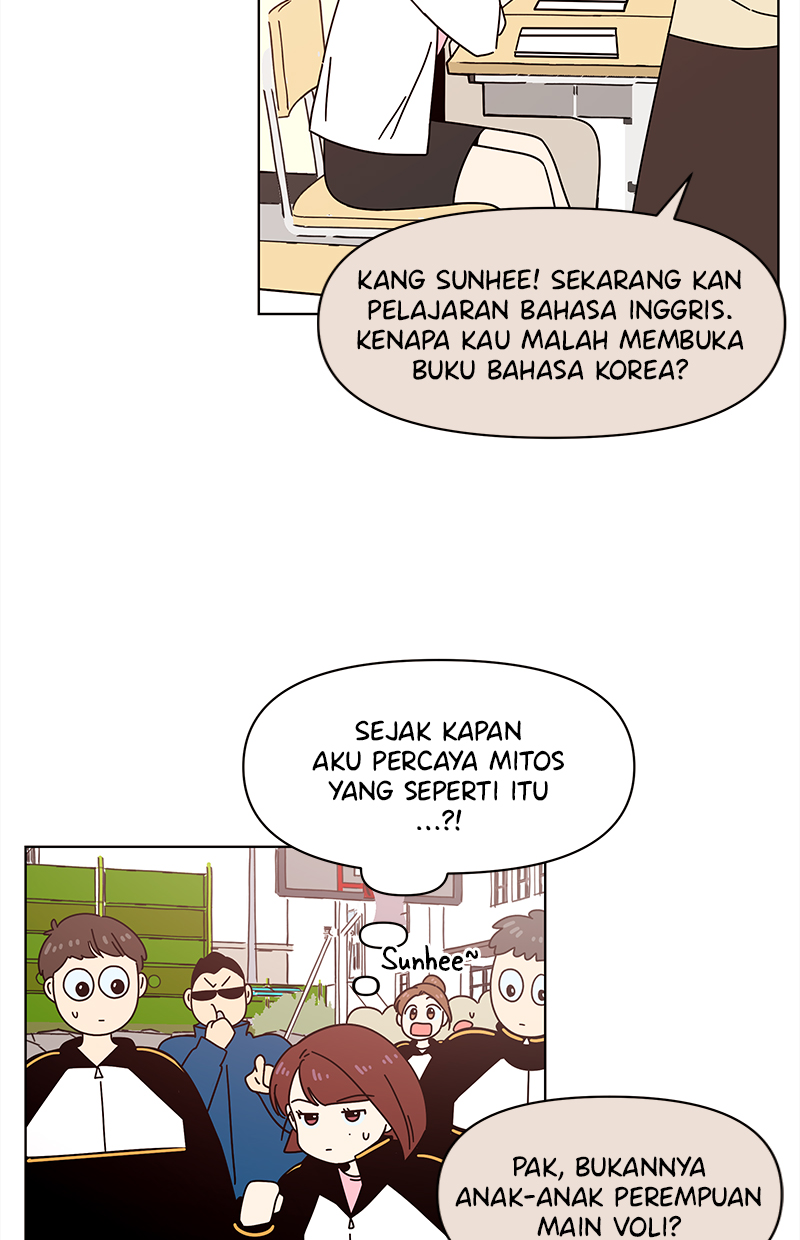 KANG SUNHEE! SEKARANG KAN
PELAJARAN BAHASA INGGRIS.
KENAPA KAU MALAH MEMBUKA
BUKU BAHASA KOREA?
SEJAK KAPAN
AKU PERCAYA MITOS
YANG SEPERTI ITU
...?!
Sunhee~
PAK, BUKANNYA
ANAK-ANAK PEREMPUAN
MAIN VOLI?